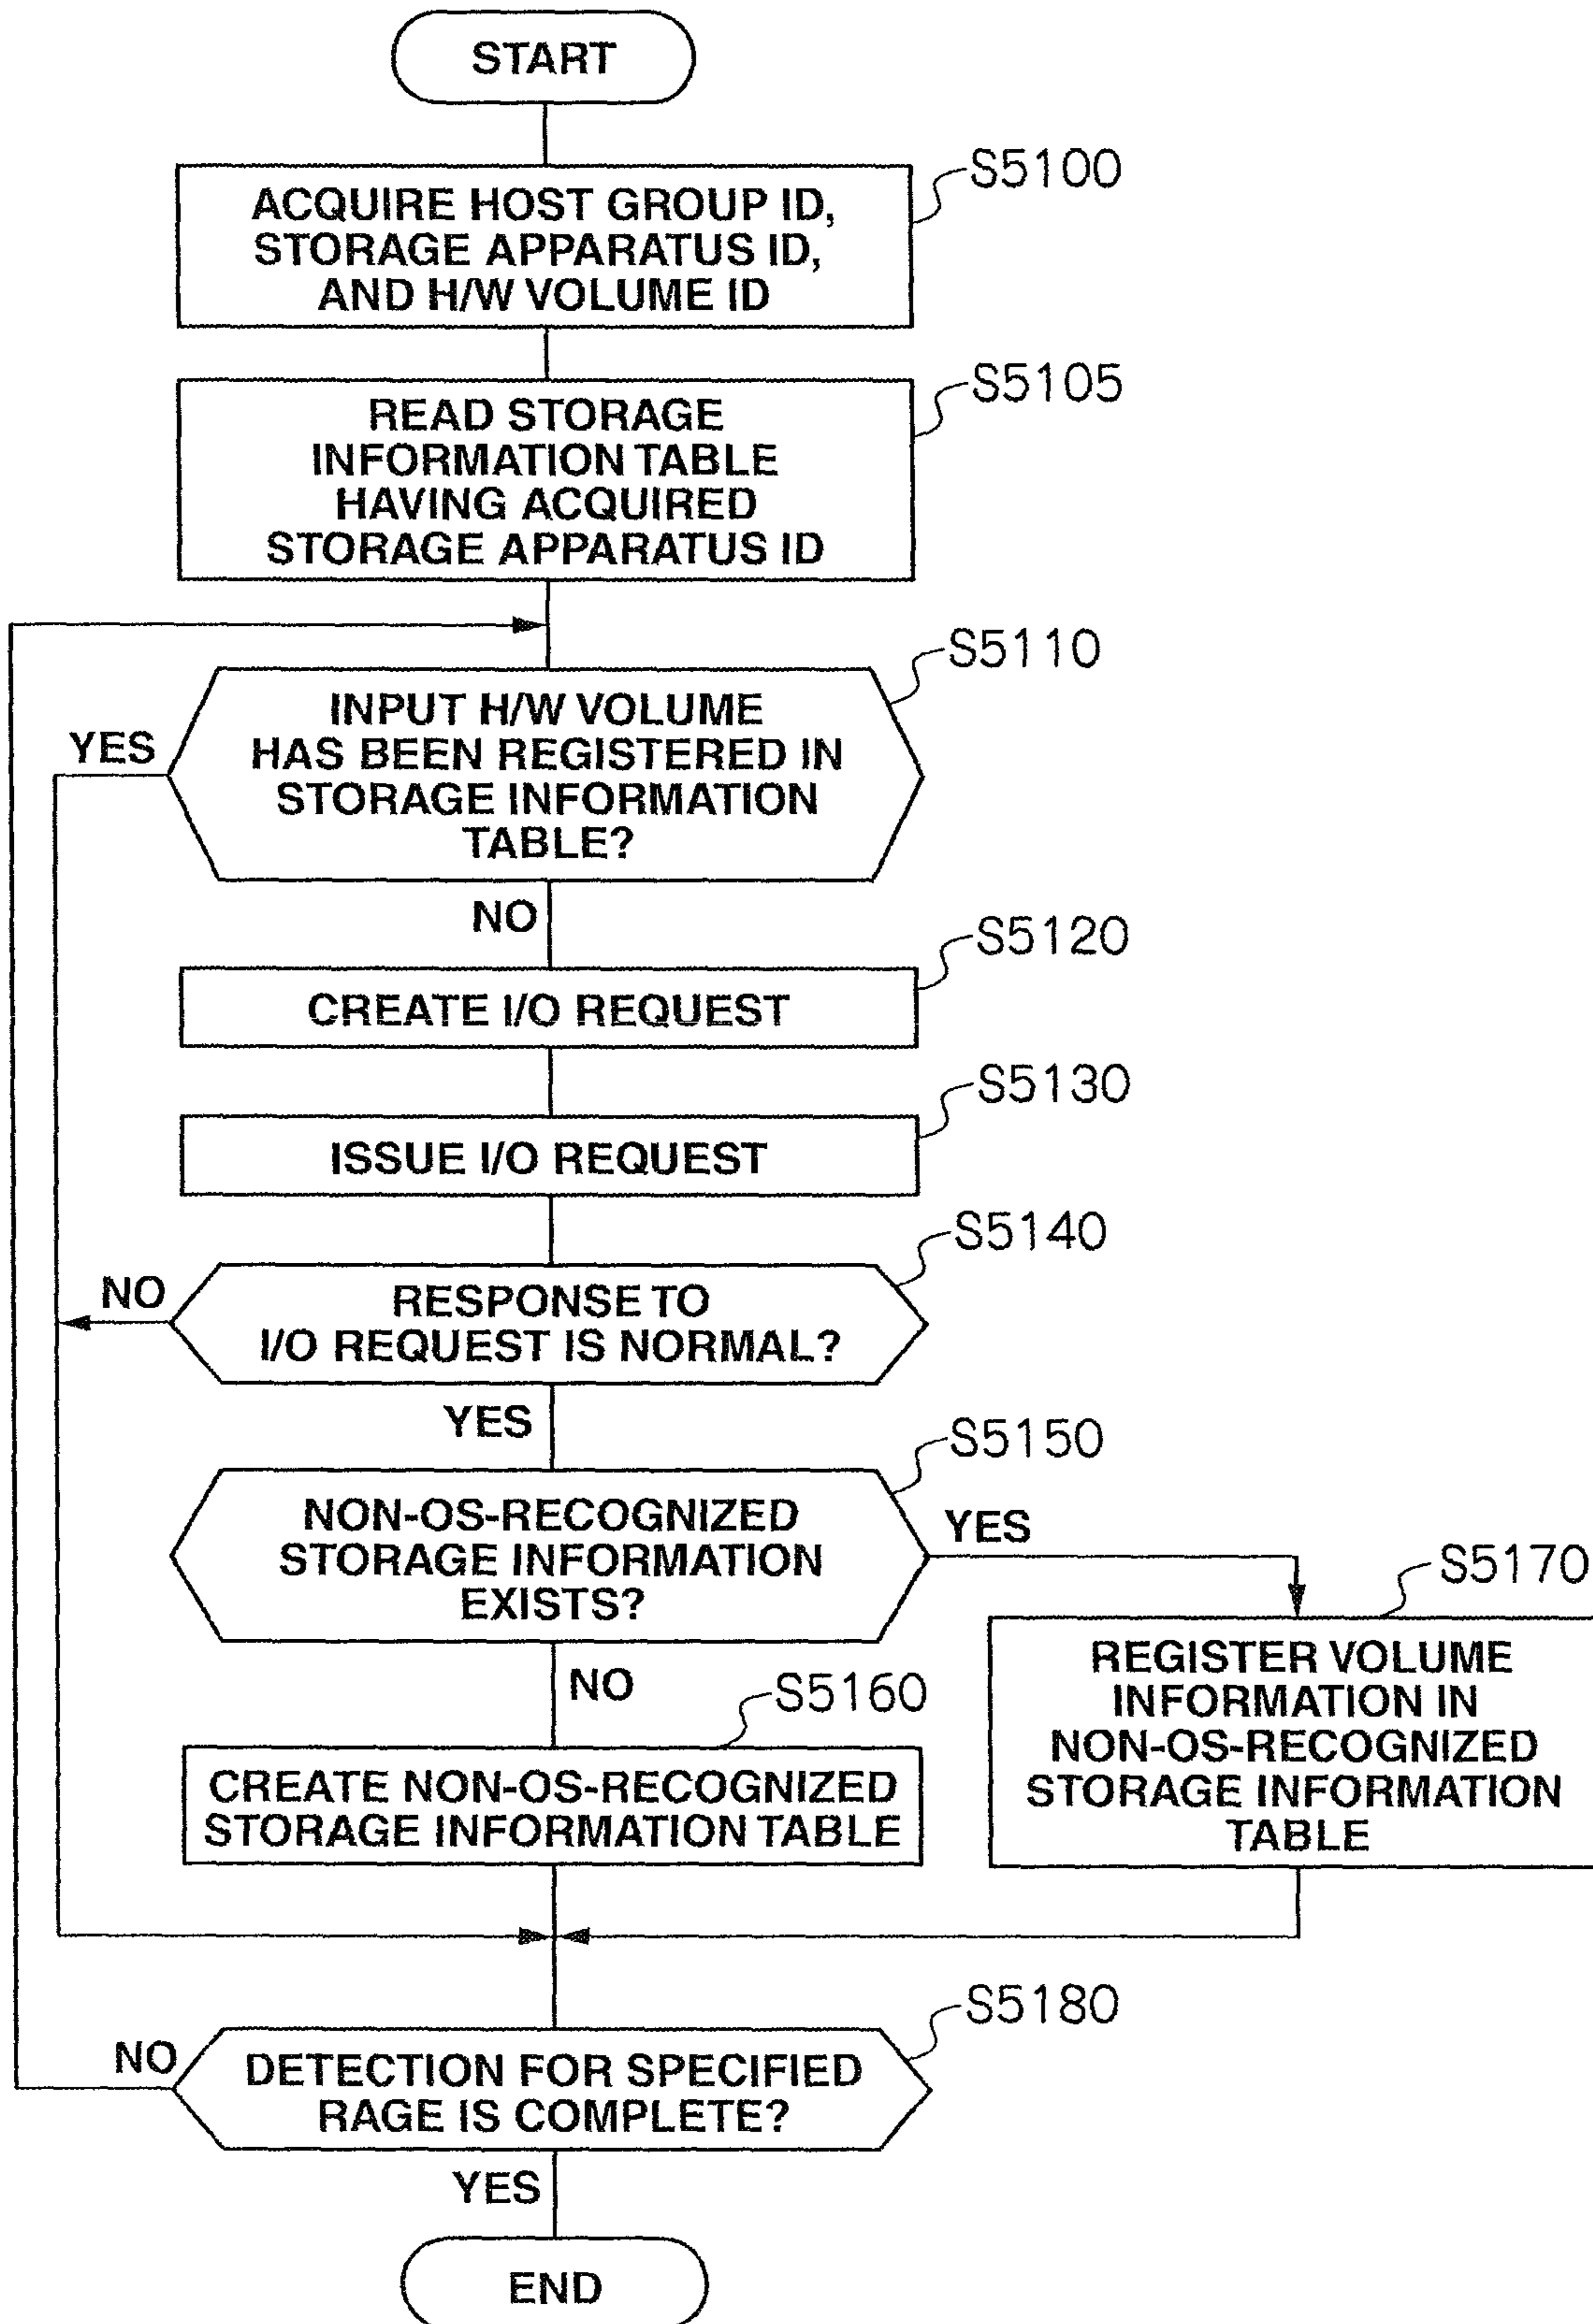 START
S5100
ACQUIRE HOST GROUP ID,
STORAGE APPARATUS ID,
AND H/W VOLUME ID
S5105
READ STORAGE
INFORMATION TABLE
HAVING ACQUIRED
STORAGE APPARATUS ID
S5110
INPUT H/W VOLUME
HAS BEEN REGISTERED IN
STORAGE INFORMATION
TABLE?
YES
NO
S5120
CREATE I/O REQUEST
S5130
ISSUE I/O REQUEST
S5140
NO
RESPONSE TO
I/O REQUEST IS NORMAL?
YES
S5150
NON-OS-RECOGNIZED
STORAGE INFORMATION
EXISTS?
YES
S5170
REGISTER VOLUME
INFORMATION IN
NON-OS-RECOGNIZED
STORAGE INFORMATION
TABLE
NO
S5160
CREATE NON-OS-RECOGNIZED
STORAGE INFORMATION TABLE
S5180
NO
DETECTION FOR SPECIFIED
RAGE IS COMPLETE?
YES
END